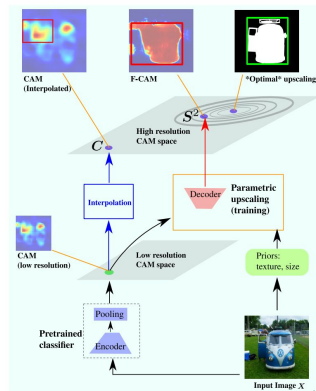 CAM
(Interpolated)
F-CAM
*Optimal* upscaling
S²
High resolution
CAM space
C
Interpolation
Decoder
Parametric
upscaling
(training)
CAM
(low resolution)
Low resolution
CAM space
Priors:
texture, size
Pooling
Pretrained
classifier
Encoder
Input Image X